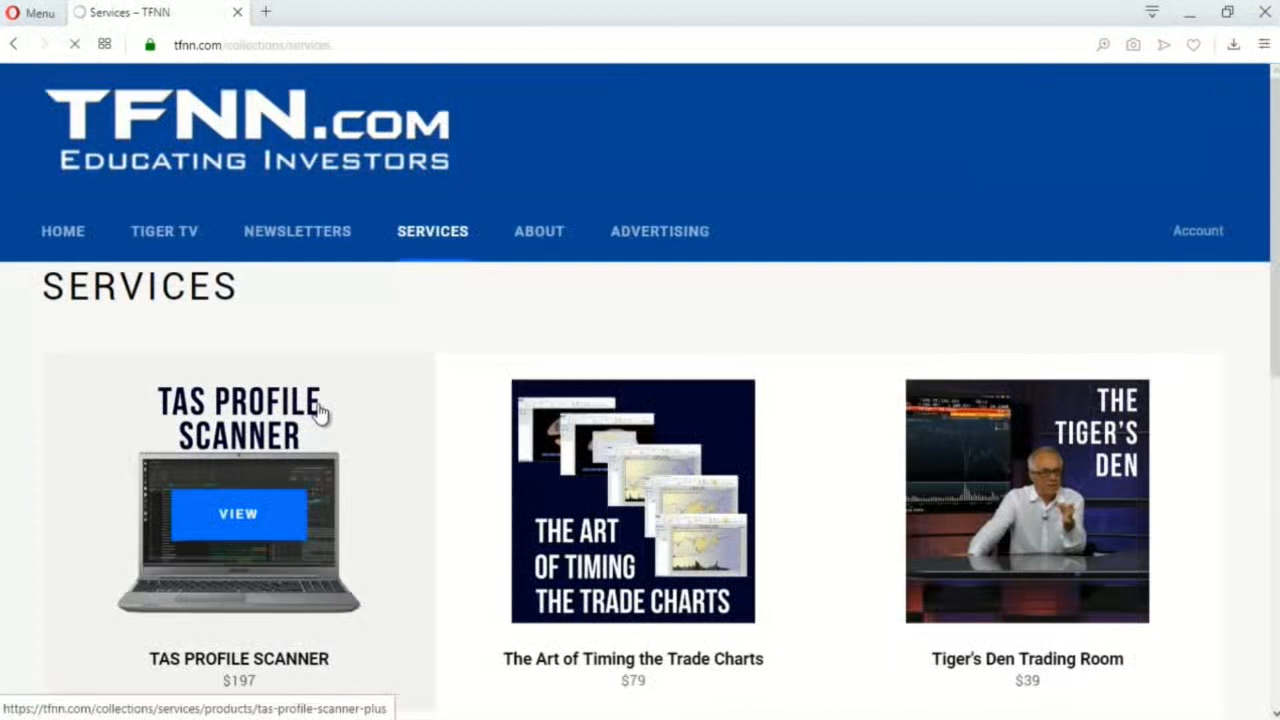 Menu
Services – TFNN
tfnn.com/collections/services
TFNN.COM
EDUCATING INVESTORS
HOME
TIGER TV
NEWSLETTERS
SERVICES
ABOUT
ADVERTISING
Account
SERVICES
TAS PROFILE
SCANNER
VIEW
TAS PROFILE SCANNER
$197
THE ART
OF TIMING
THE TRADE CHARTS
The Art of Timing the Trade Charts
$79
THE
TIGER'S
DEN
Tiger's Den Trading Room
$39
https://tfnn.com/collections/services/products/tas-profile-scanner-plus